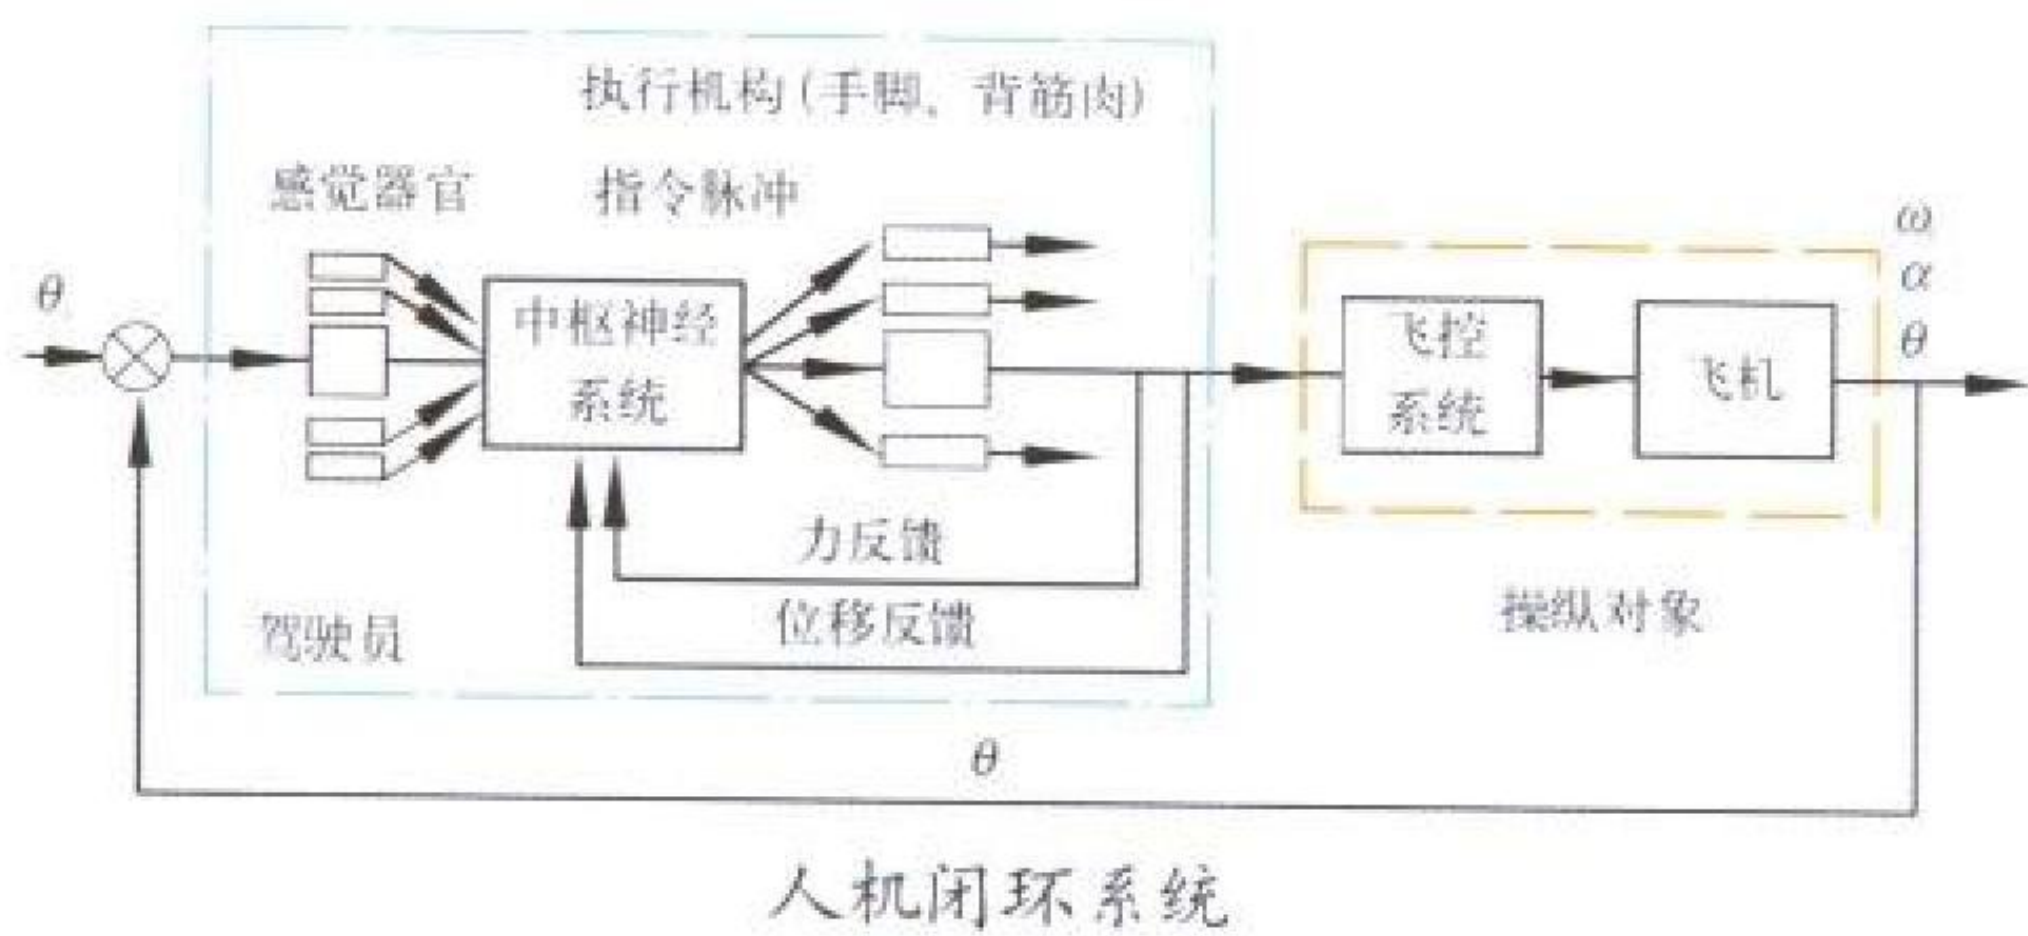 执行机构(手脚、背筋肉)
感觉器官
指令脉冲
θ
中枢神经
系统
力反馈
位移反馈
驾驶员
飞控
系统
飞机
ω
α
θ
操纵对象
θ
人机闭环系统